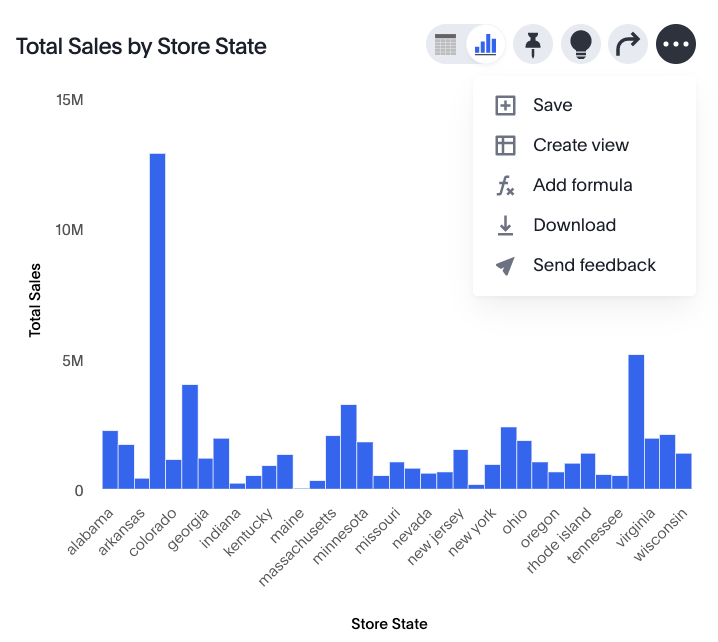 Total Sales by Store State
Save
Create view
Add formula
Download
Send feedback
15M
10M
5M
0
Total Sales
alabama
arkansas
colorado
georgia
indiana
kentucky
maine
massachusetts
minnesota
missouri
nevada
new jersey
new york
ohio
oregon
rhode island
tennessee
virginia
wisconsin
Store State